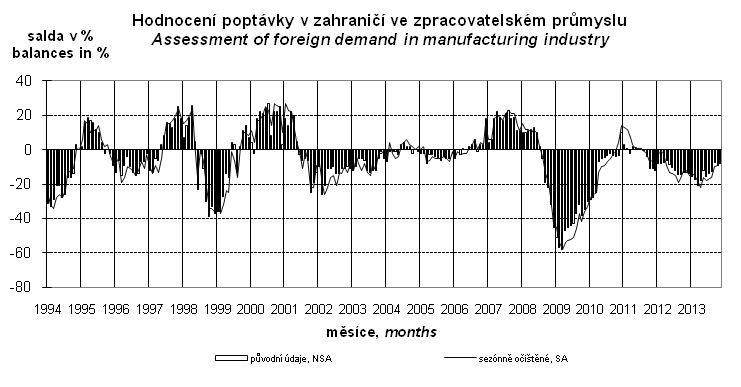 Hodnocení poptávky v zahraničí ve zpracovatelském průmyslu
Assessment of foreign demand in manufacturing industry
salda v %
balances in %
40
20
0
-20
-40
-60
-80
1994 1995 1996 1997 1998 1999 2000 2001 2002 2003 2004 2005 2006 2007 2008 2009 2010 2011 2012 2013
měsíce, months
původní údaje, NSA sezónně očištěné, SA